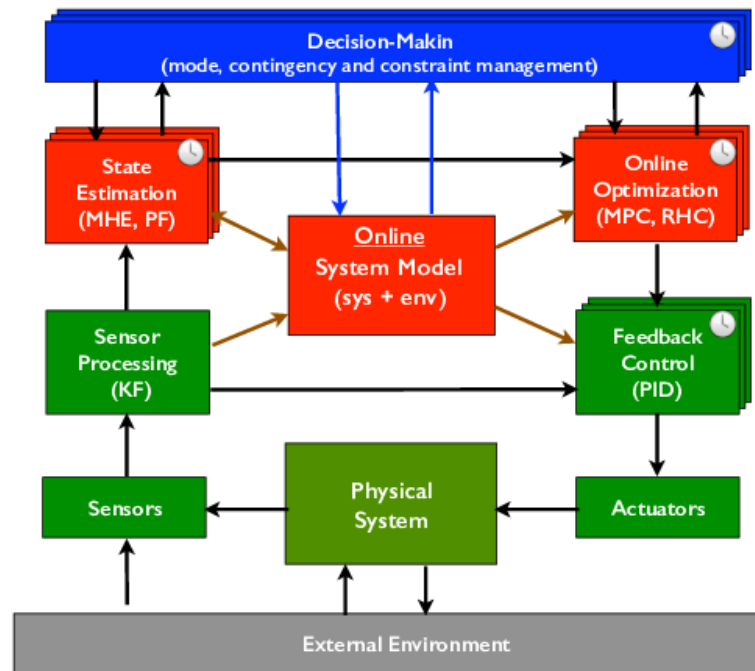 Decision-Makin
(mode, contingency and constraint management)
State
Estimation
(MHE, PF)
Online
Optimization
(MPC, RHC)
Online
System Model
(sys + env)
Sensor
Processing
(KF)
Feedback
Control
(PID)
Sensors
Physical
System
Actuators
External Environment